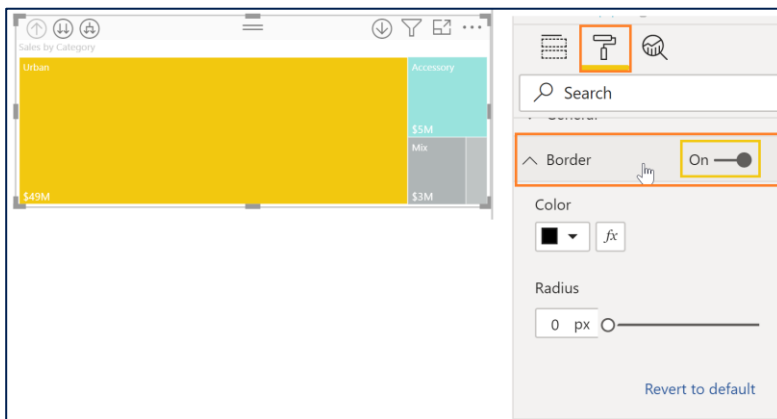 Sales by Category
Urban
Accessory
$5M
Mix
$49M
$3M
Search
General
Border On
Color
fx
Radius
0 px
Revert to default